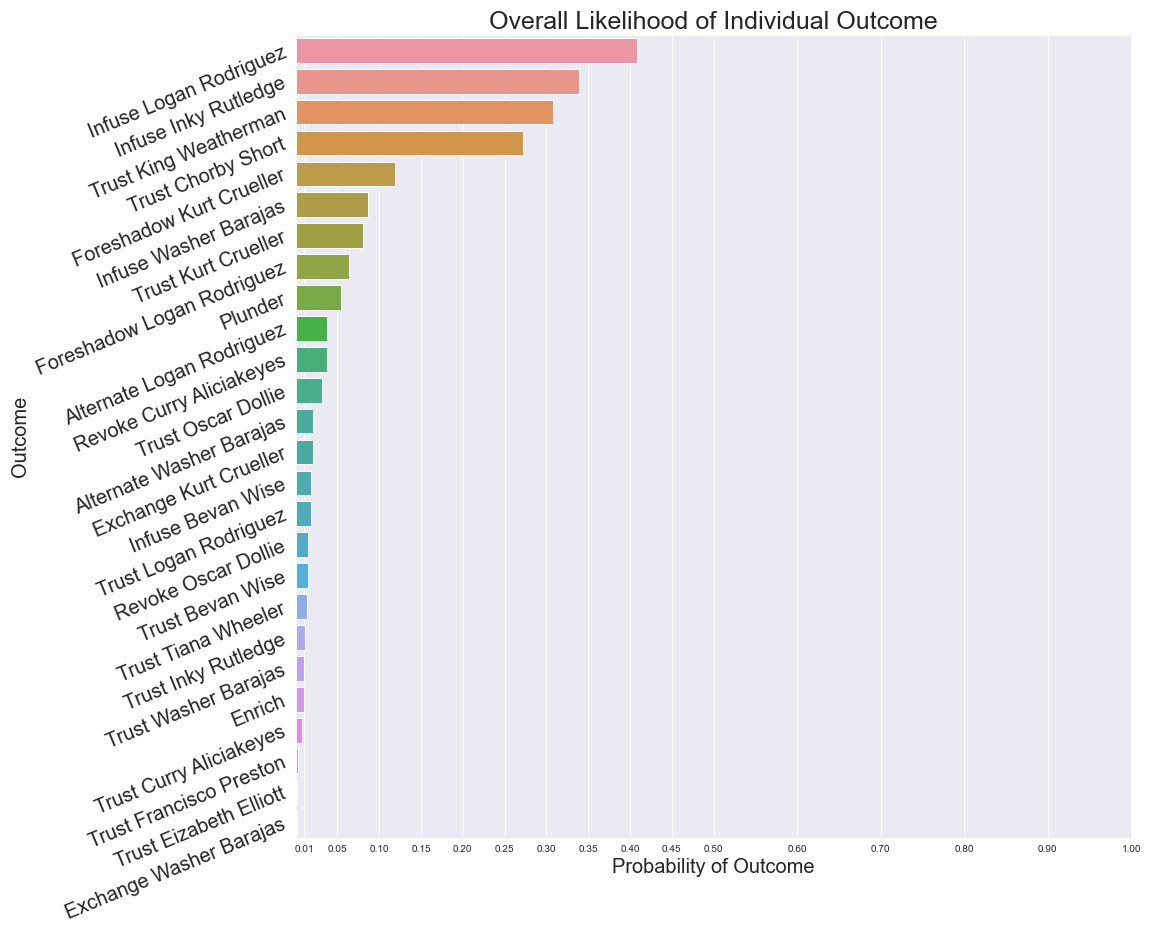 Overall Likelihood of Individual Outcome
Infuse Logan Rodriguez
Infuse Inky Rutledge
Trust King Weatherman
Trust Chorby Short
Foreshadow Kurt Crueller
Infuse Washer Barajas
Trust Kurt Crueller
Foreshadow Logan Rodriguez
Plunder
Alternate Logan Rodriguez
Revoke Curry Aliciakeyes
Trust Oscar Dollie
Alternate Washer Barajas
Exchange Kurt Crueller
Infuse Bevan Wise
Trust Logan Rodriguez
Revoke Oscar Dollie
Trust Bevan Wise
Trust Tiana Wheeler
Trust Inky Rutledge
Trust Washer Barajas
Enrich
Trust Curry Aliciakeyes
Trust Francisco Preston
Trust Eizabeth Elliott
Exchange Washer Barajas
Outcome
0.01 0.05 0.10 0.15 0.20 0.25 0.30 0.35 0.40 0.45 0.50 0.60 0.70 0.80 0.90 1.00
Probability of Outcome